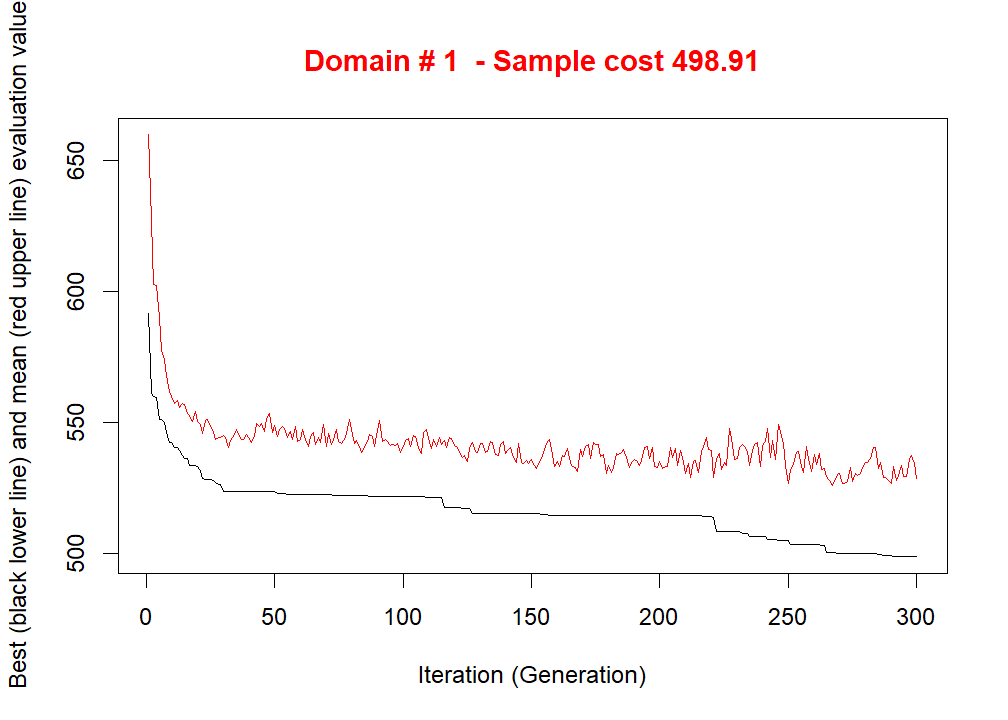 Domain # 1  - Sample cost 498.91
Best (black lower line) and mean (red upper line) evaluation value
650
600
550
500
0 50 100 150 200 250 300
Iteration (Generation)